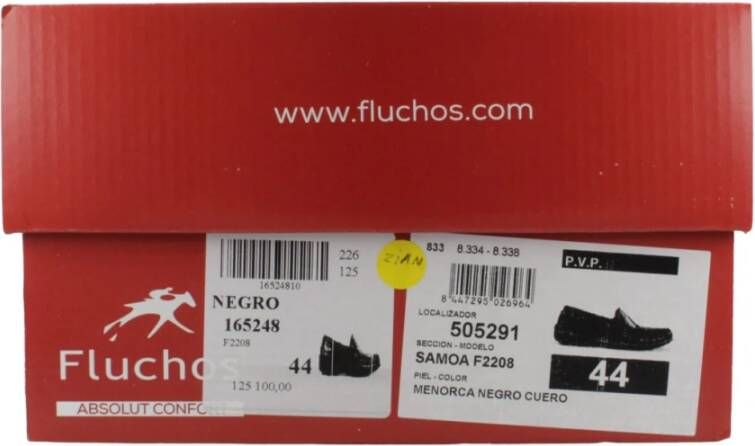 www.fluchos.com
Fluchos
ABSOLUT CONFORT
226
125
16524810
NEGRO
165248
F2208
44
125 100,00
ZIAN
833 8.334 - 8.338
P.V.P.
8 447295 026964
LOCALIZADOR
505291
SECCION - MODELO
SAMOA F2208
44
PIEL - COLOR
MENORCA NEGRO CUERO